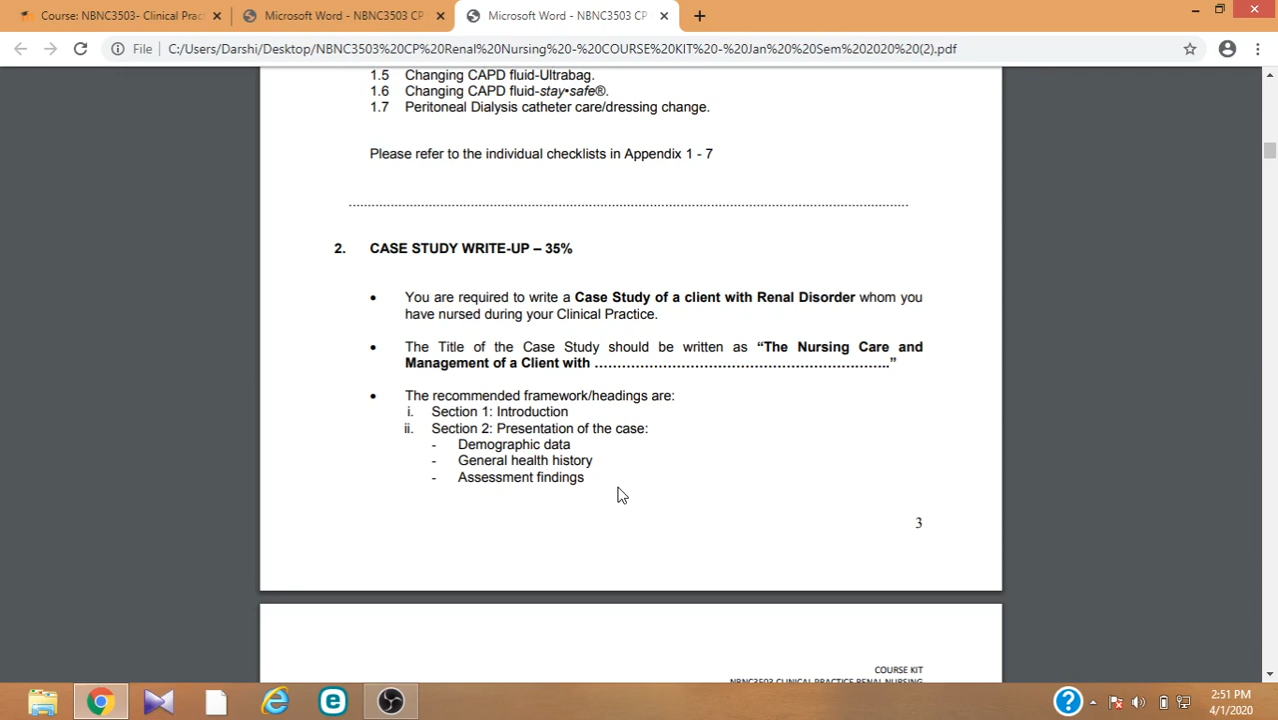 Course: NBNC3503- Clinical Prac
Microsoft Word - NBNC3503 CP
Microsoft Word - NBNC3503 CP
File
C:/Users/Darshi/Desktop/NBNC3503%20CP%20Renal%20Nursing%20-%20COURSE%20KIT%20-%20Jan%20%20Sem%202020%20(2).pdf
1.5 Changing CAPD fluid-Ultrabag.
1.6 Changing CAPD fluid-stay•safe®.
1.7 Peritoneal Dialysis catheter care/dressing change.
Please refer to the individual checklists in Appendix 1 - 7
2. CASE STUDY WRITE-UP – 35%
• You are required to write a Case Study of a client with Renal Disorder whom you
have nursed during your Clinical Practice.
• The Title of the Case Study should be written as “The Nursing Care and
Management of a Client with …………………………………………………………..”
• The recommended framework/headings are:
i. Section 1: Introduction
ii. Section 2: Presentation of the case:
- Demographic data
- General health history
- Assessment findings
3
COURSE KIT
NBNC3503 CLINICAL PRACTICE RENAL NURSING
2:51 PM
4/1/2020